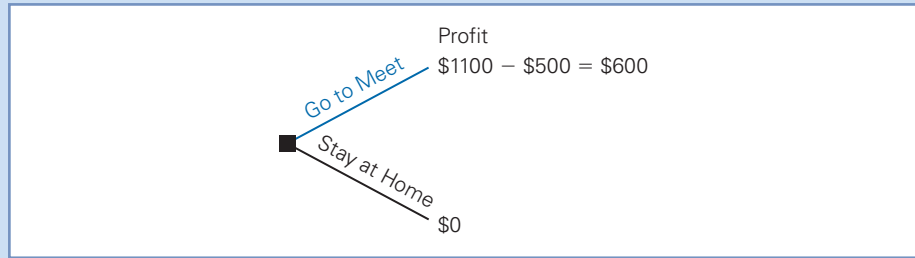 Profit
$1100 − $500 = $600
Go to Meet
Stay at Home
$0